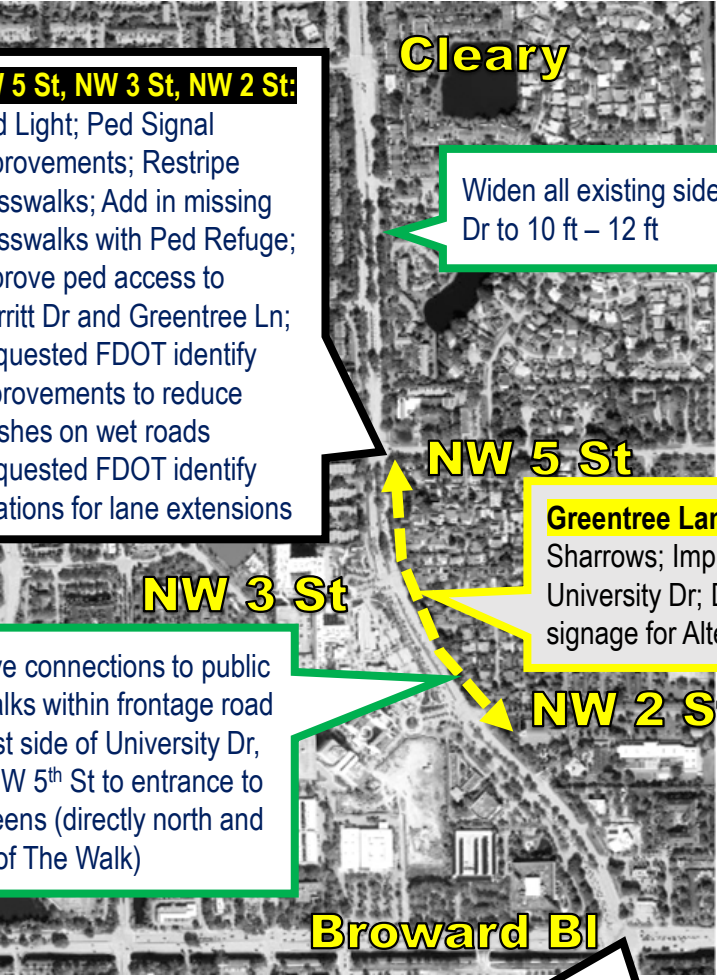 Cleary
W 5 St, NW 3 St, NW 2 St:
d Light; Ped Signal
provements; Restripe
sswalks; Add in missing
sswalks with Ped Refuge;
prove ped access to
rritt Dr and Greentree Ln;
quested FDOT identify
provements to reduce
shes on wet roads
quested FDOT identify
ations for lane extensions
Widen all existing side
Dr to 10 ft – 12 ft
NW 5 St
Greentree Lan
Sharrows; Imp
University Dr; D
signage for Alte
NW 3 St
ve connections to public
alks within frontage road
st side of University Dr,
W 5th St to entrance to
eens (directly north and
of The Walk)
NW 2 St
Broward Bl